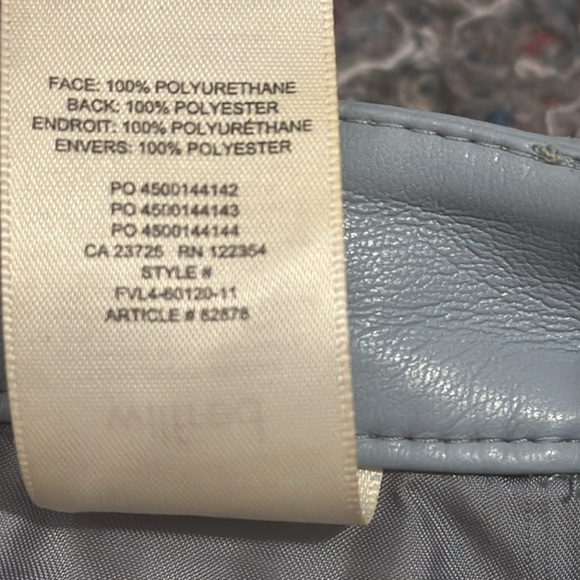 FACE: 100% POLYURETHANE
BACK: 100% POLYESTER
ENDROIT: 100% POLYURÉTHANE
ENVERS: 100% POLYESTER
PO 4500144142
PO 4500144143
PO 4500144144
CA 23725 RN 122354
STYLE #
FVL4-60120-11
ARTICLE # 82878